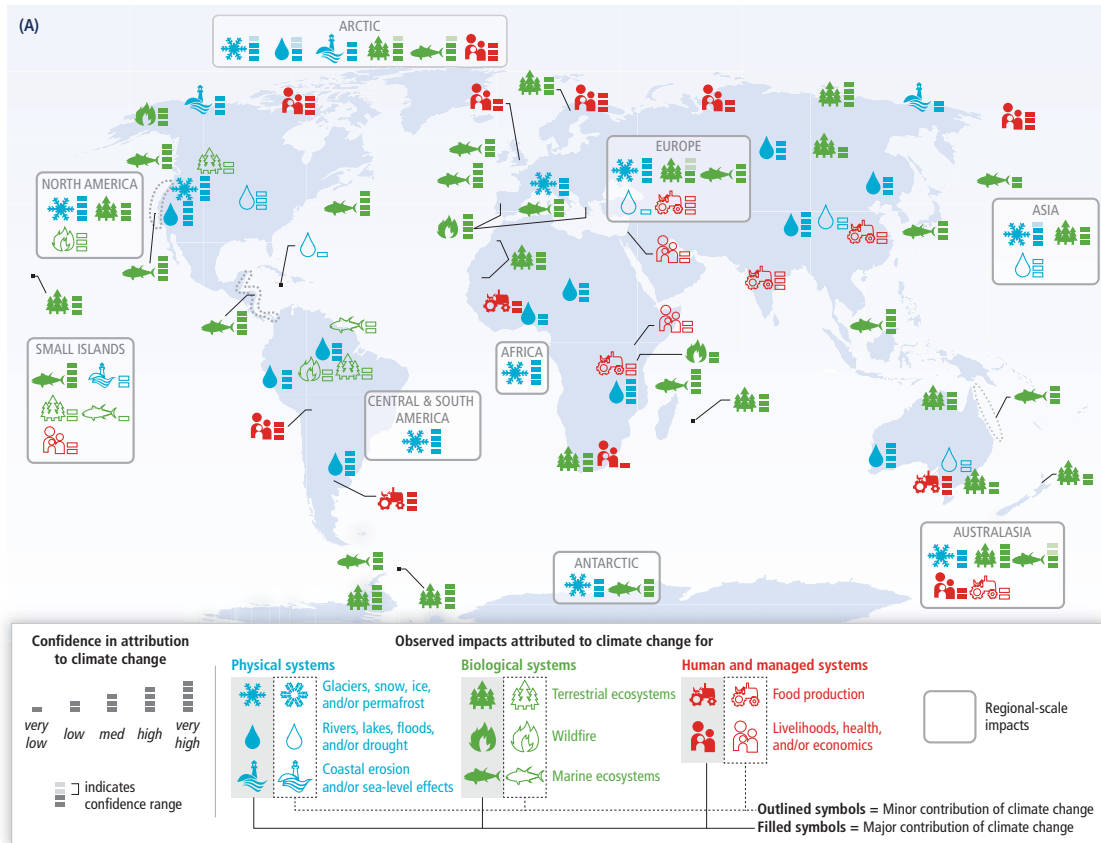 (A)
ARCTIC
EUROPE
NORTH AMERICA
ASIA
SMALL ISLANDS
AFRICA
CENTRAL & SOUTH
AMERICA
AUSTRALASIA
ANTARCTIC
Confidence in attribution
to climate change
very
low
low
med
high
very
high
indicates
confidence range
Observed impacts attributed to climate change for
Physical systems
Glaciers, snow, ice,
and/or permafrost
Rivers, lakes, floods,
and/or drought
Coastal erosion
and/or sea-level effects
Biological systems
Terrestrial ecosystems
Wildfire
Marine ecosystems
Human and managed systems
Food production
Livelihoods, health,
and/or economics
Regional-scale
impacts
Outlined symbols = Minor contribution of climate change
Filled symbols = Major contribution of climate change